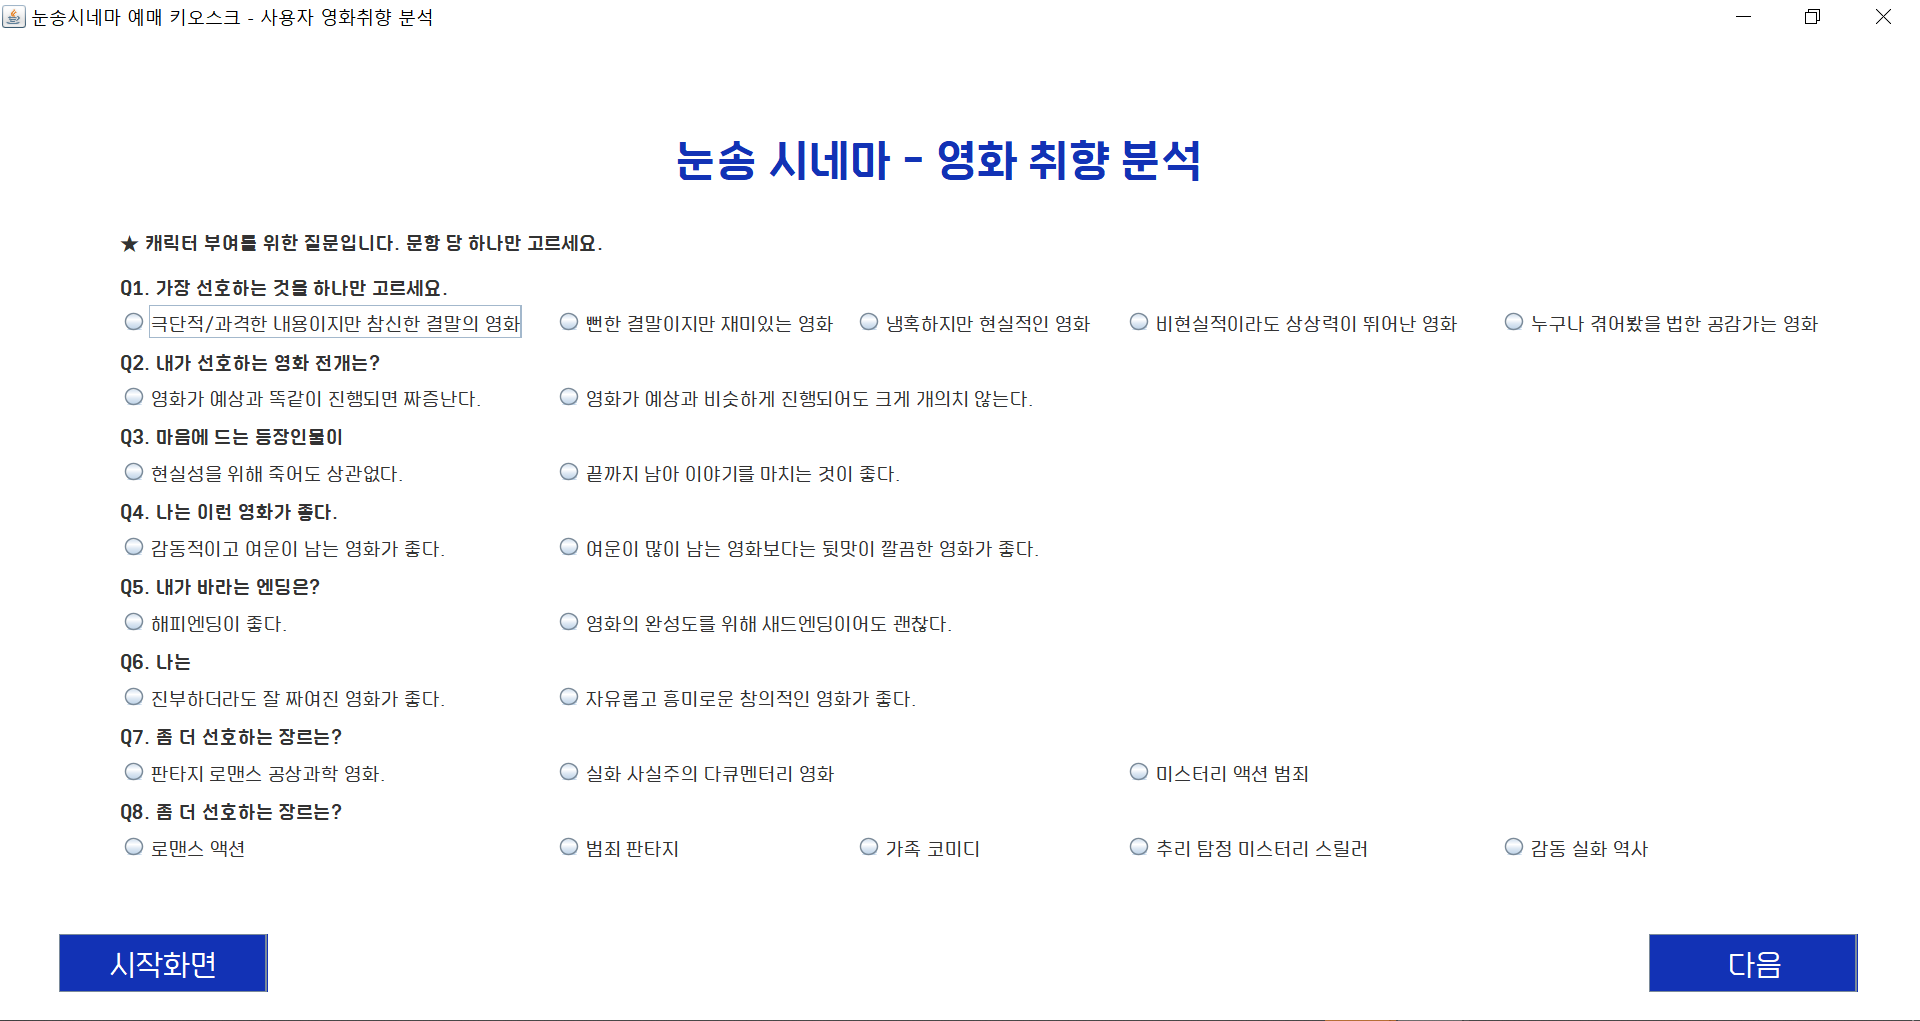 눈송시네마 예매 키오스크 - 사용자 영화취향 분석
눈송 시네마 - 영화 취향 분석
★ 캐릭터 부여를 위한 질문입니다. 문항 당 하나만 고르세요.
Q1. 가장 선호하는 것을 하나만 고르세요.
극단적/과격한 내용이지만 참신한 결말의 영화 뻔한 결말이지만 재미있는 영화 냉혹하지만 현실적인 영화 비현실적이라도 상상력이 뛰어난 영화 누구나 겪어봤을 법한 공감가는 영화
Q2. 내가 선호하는 영화 전개는?
영화가 예상과 똑같이 진행되면 짜증난다. 영화가 예상과 비슷하게 진행되어도 크게 개의치 않는다.
Q3. 마음에 드는 등장인물이
현실성을 위해 죽어도 상관없다. 끝까지 남아 이야기를 마치는 것이 좋다.
Q4. 나는 이런 영화가 좋다.
감동적이고 여운이 남는 영화가 좋다. 여운이 많이 남는 영화보다는 뒷맛이 깔끔한 영화가 좋다.
Q5. 내가 바라는 엔딩은?
해피엔딩이 좋다. 영화의 완성도를 위해 새드엔딩이어도 괜찮다.
Q6. 나는
진부하더라도 잘 짜여진 영화가 좋다. 자유롭고 흥미로운 창의적인 영화가 좋다.
Q7. 좀 더 선호하는 장르는?
판타지 로맨스 공상과학 영화. 실화 사실주의 다큐멘터리 영화 미스터리 액션 범죄
Q8. 좀 더 선호하는 장르는?
로맨스 액션 범죄 판타지 가족 코미디 추리 탐정 미스터리 스릴러 감동 실화 역사
시작화면 다음